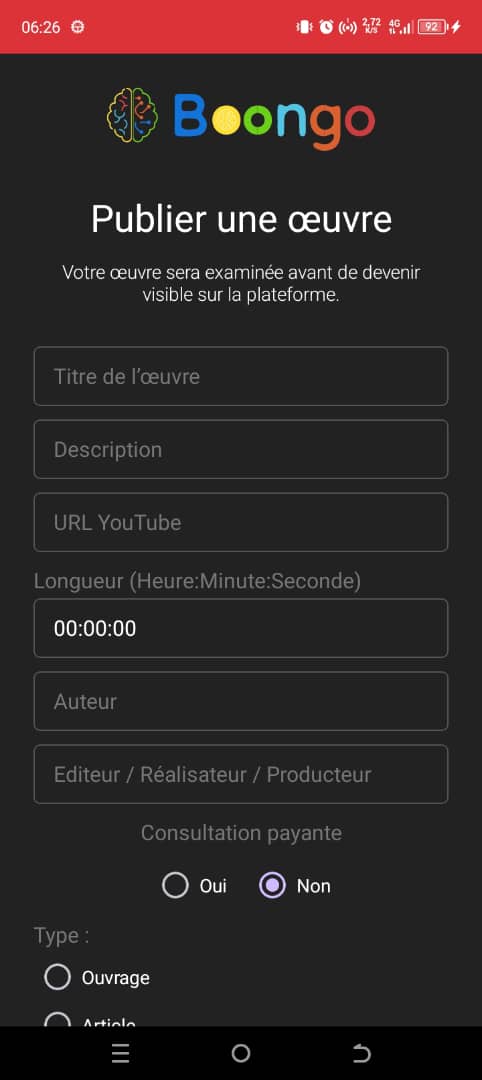 06:26
2,72
K/S
4G
92
Boongo
Publier une œuvre
Votre œuvre sera examinée avant de devenir
visible sur la plateforme.
Titre de l’œuvre
Description
URL YouTube
Longueur (Heure:Minute:Seconde)
00:00:00
Auteur
Editeur / Réalisateur / Producteur
Consultation payante
Oui Non
Type :
Ouvrage
Article